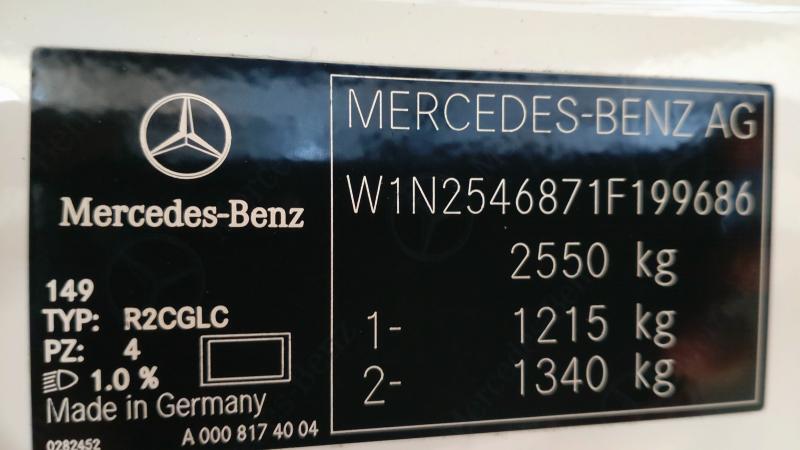 Mercedes-Benz
149
TYP: R2CGLC
PZ: 4
1.0 %
Made in Germany
0282452
A 000 817 40 04
MERCEDES-BENZ AG
W1N2546871F199686
2550 kg
1- 1215 kg
2- 1340 kg